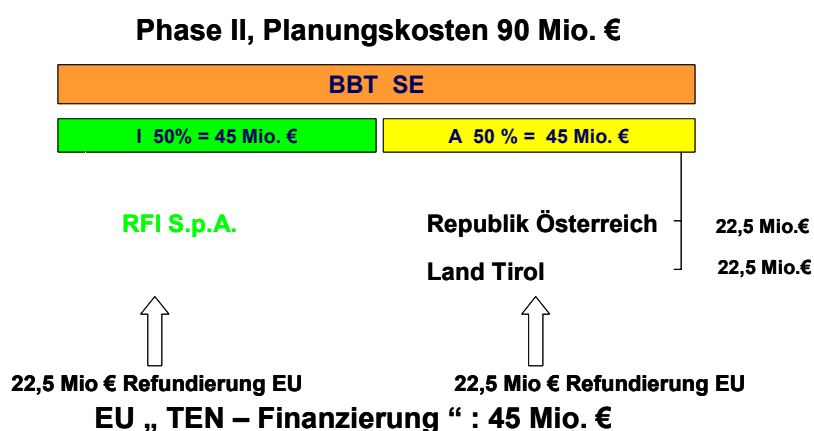 Phase II, Planungskosten 90 Mio. €
BBT SE
I 50% = 45 Mio. €
A 50 % = 45 Mio. €
RFI S.p.A.
Republik Österreich
22,5 Mio.€
Land Tirol
22,5 Mio.€
22,5 Mio € Refundierung EU
22,5 Mio € Refundierung EU
EU „ TEN – Finanzierung “ : 45 Mio. €